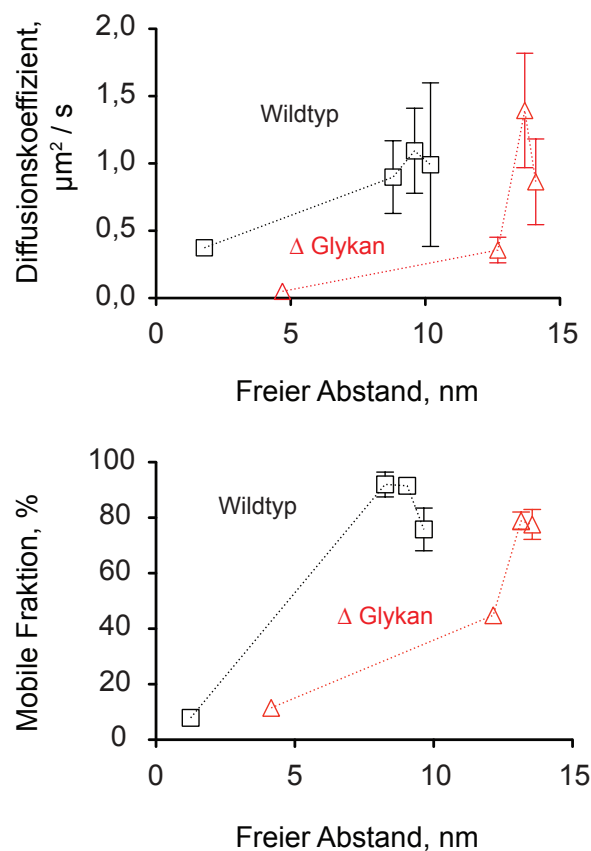 Diffusionskoeffizient,
µm² / s
2,0
1,5
1,0
0,5
0,0
Wildtyp
Δ Glykan
0 5 10 15
Freier Abstand, nm
Mobile Fraktion, %
100
80
60
40
20
0
Wildtyp
Δ Glykan
0 5 10 15
Freier Abstand, nm